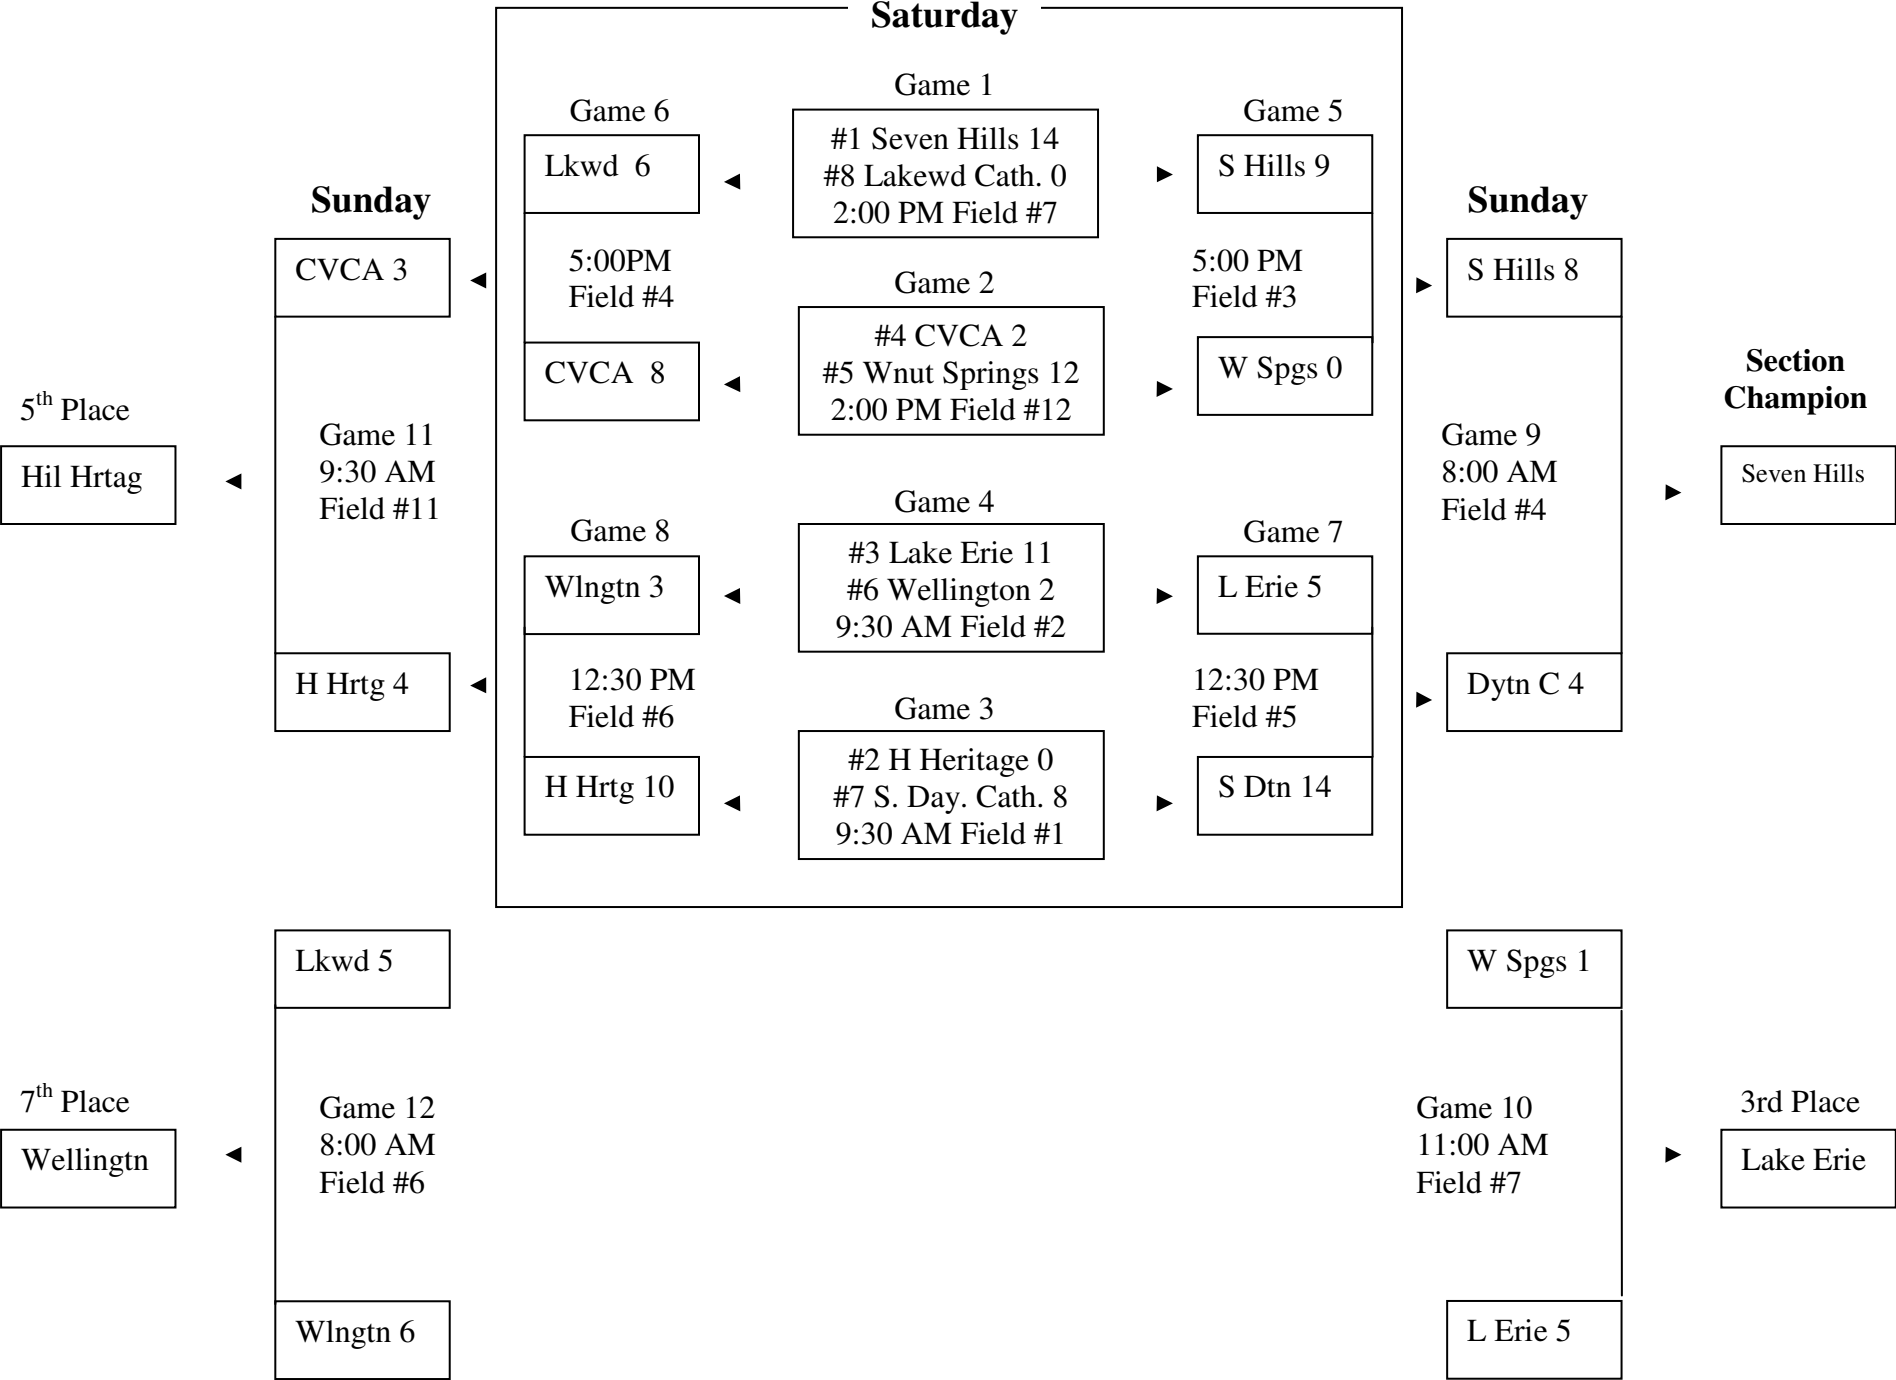 Saturday
Game 1
Game 6
Game 5
#1 Seven Hills 14
#8 Lakewd Cath. 0
2:00 PM Field #7
Lkwd 6
S Hills 9
Sunday
Sunday
CVCA 3
5:00PM
Field #4
5:00 PM
Field #3
S Hills 8
Game 2
#4 CVCA 2
#5 Wnut Springs 12
2:00 PM Field #12
CVCA 8
W Spgs 0
Section
Champion
5th Place
Hil Hrtag
Game 11
9:30 AM
Field #11
Game 9
8:00 AM
Field #4
Seven Hills
Game 4
Game 8
Game 7
#3 Lake Erie 11
#6 Wellington 2
9:30 AM Field #2
Wlngtn 3
L Erie 5
H Hrtg 4
12:30 PM
Field #6
12:30 PM
Field #5
Dytn C 4
Game 3
#2 H Heritage 0
#7 S. Day. Cath. 8
9:30 AM Field #1
H Hrtg 10
S Dtn 14
Lkwd 5
W Spgs 1
7th Place
Wellingtn
Game 12
8:00 AM
Field #6
Game 10
11:00 AM
Field #7
3rd Place
Lake Erie
Wlngtn 6
L Erie 5